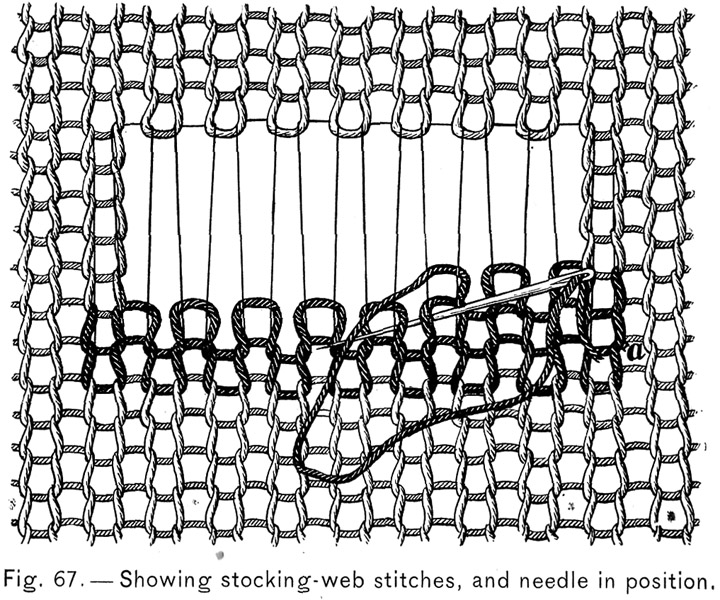 a
Fig. 67.—Showing stocking-web stitches, and needle in position.